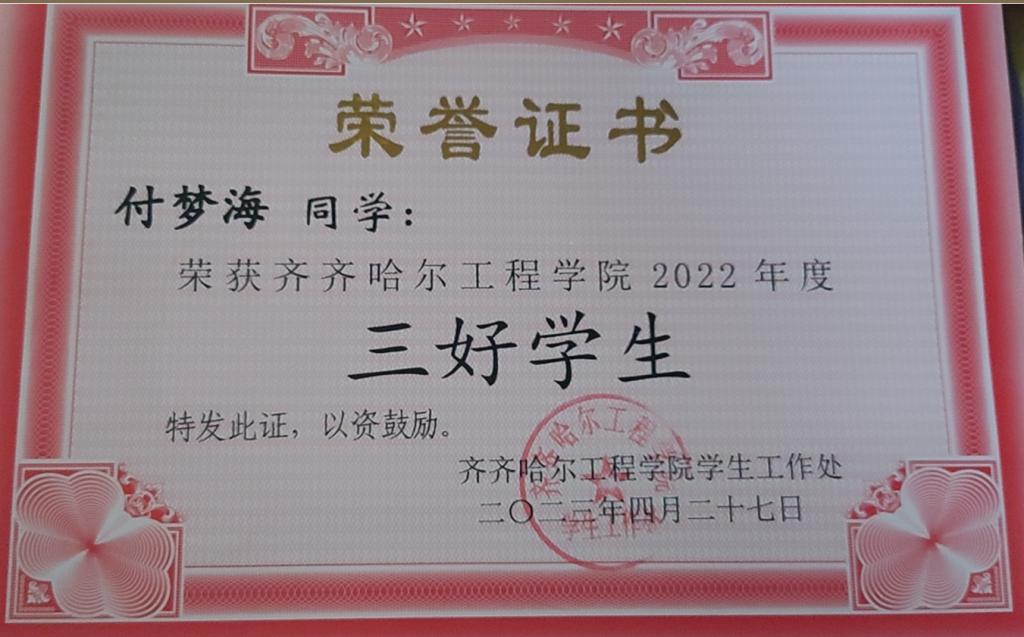 荣誉证书
付梦海 同学：
荣获齐齐哈尔工程学院 2022 年度
三好学生
特发此证，以资鼓励。
齐齐哈尔工程学院学生工作处
二〇二三年四月二十七日